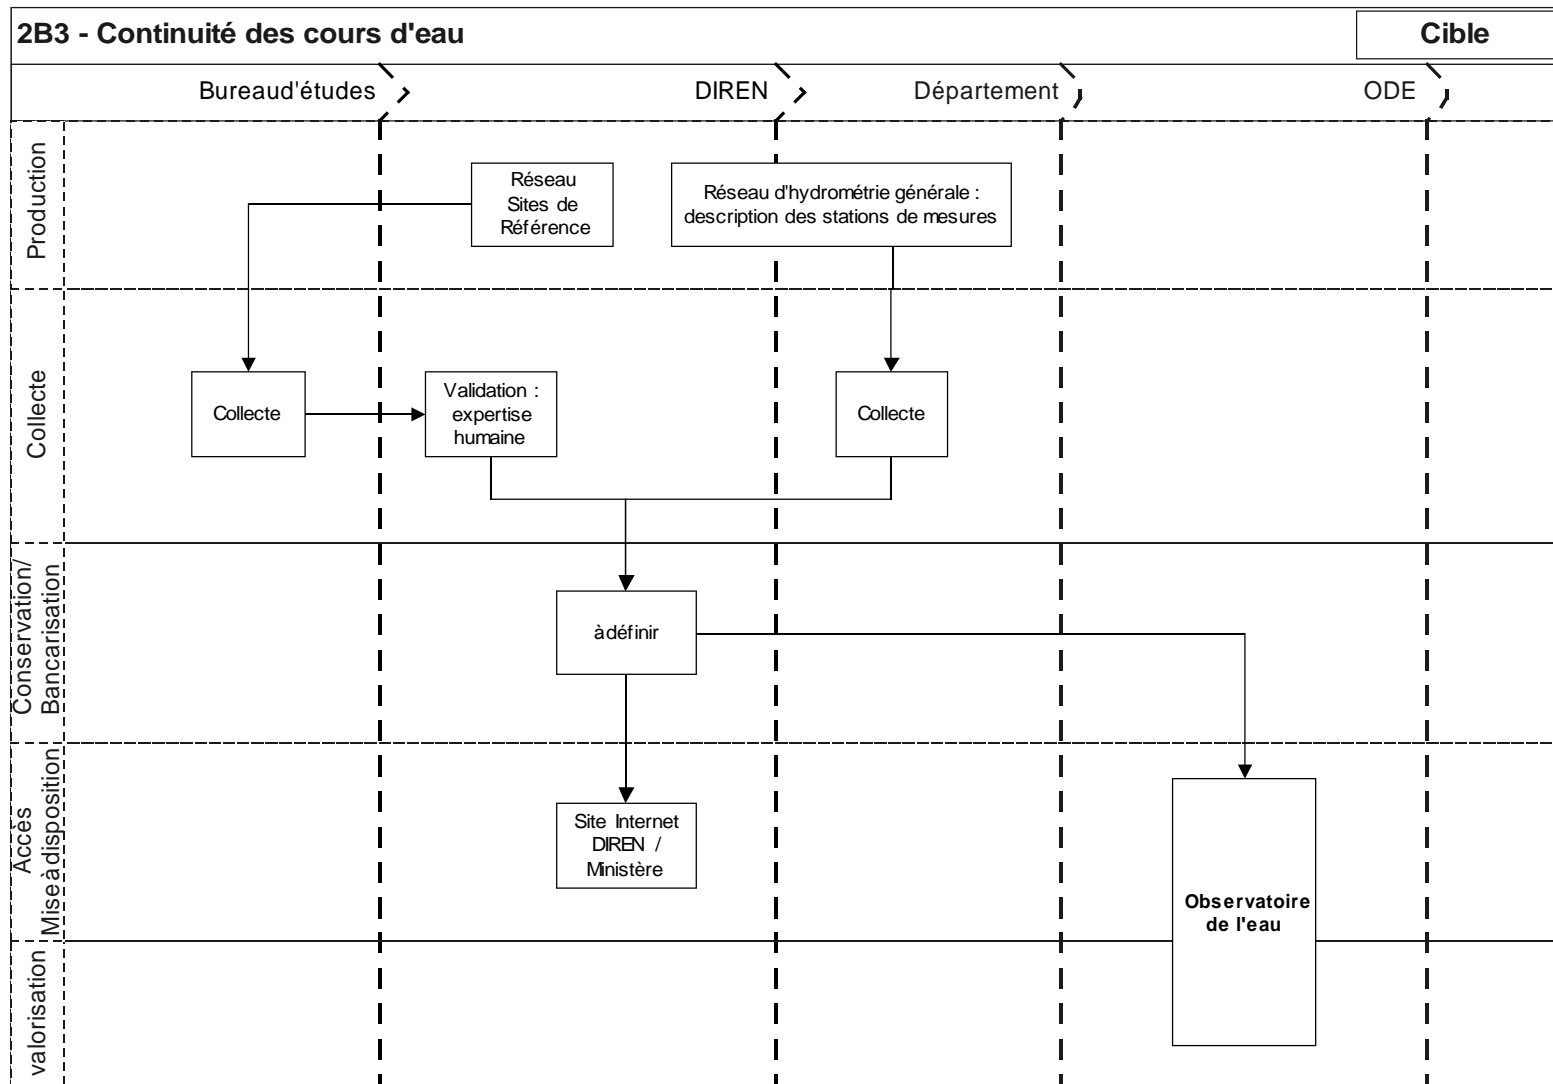 2B3 - Continuité des cours d'eau
Cible
Bureaud'études
DIREN
Département
ODE
Production
Réseau
Sites de
Référence
Réseau d'hydrométrie générale :
description des stations de mesures
Collecte
Collecte
Validation :
expertise
humaine
Collecte
Conservation/
Bancarisation
àdéfinir
Accès
Miseàdisposition
Site Internet
DIREN /
Ministère
Observatoire
de l'eau
valorisation